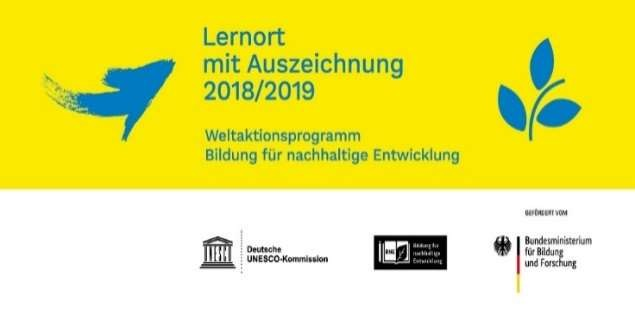 Lernort
mit Auszeichnung
2018/2019
Weltaktionsprogramm
Bildung für nachhaltige Entwicklung
Deutsche
UNESCO-Kommission
BNE
Bildung für
nachhaltige
Entwicklung
GEFÖRDERT VOM
Bundesministerium
für Bildung
und Forschung